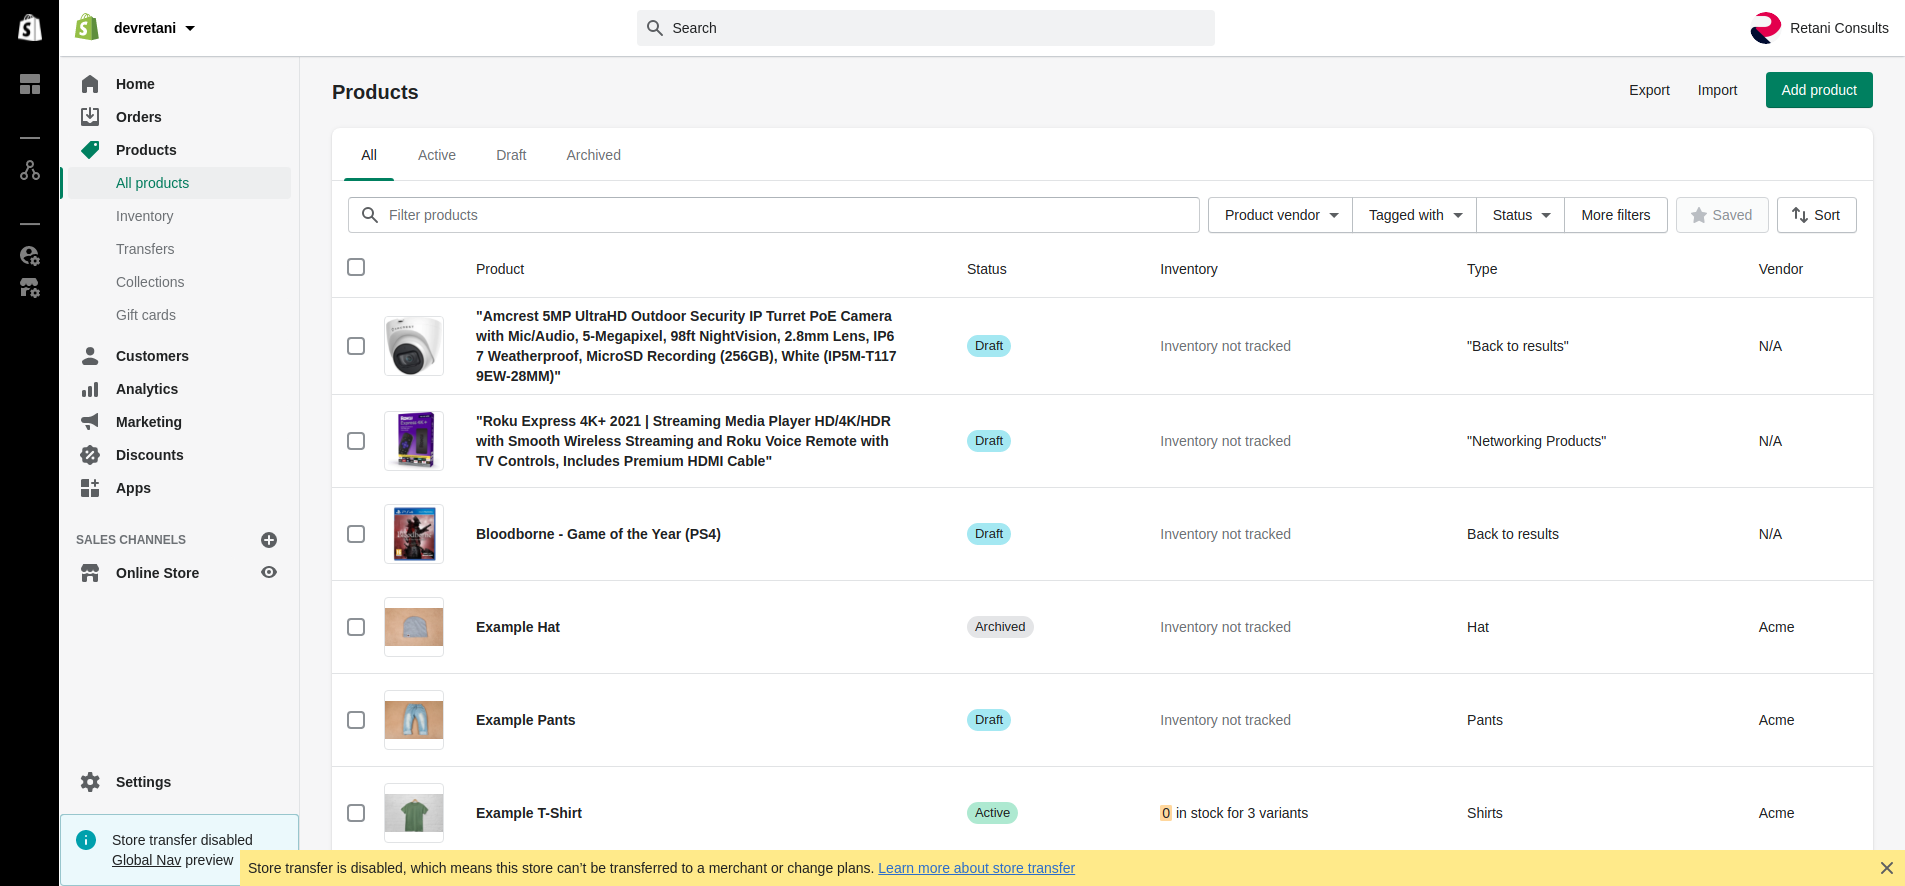 devretani
Search
Retani Consults
Home
Orders
Products
All products
Inventory
Transfers
Collections
Gift cards
Customers
Analytics
Marketing
Discounts
Apps
SALES CHANNELS
Online Store
Settings
Store transfer disabled
Global Nav preview
Products
Export
Import
Add product
All
Active
Draft
Archived
Filter products
Product vendor
Tagged with
Status
More filters
Saved
Sort
Product
Status
Inventory
Type
Vendor
"Amcrest 5MP UltraHD Outdoor Security IP Turret PoE Camera
with Mic/Audio, 5-Megapixel, 98ft NightVision, 2.8mm Lens, IP6
7 Weatherproof, MicroSD Recording (256GB), White (IP5M-T117
9EW-28MM)"
Draft
Inventory not tracked
"Back to results"
N/A
"Roku Express 4K+ 2021 | Streaming Media Player HD/4K/HDR
with Smooth Wireless Streaming and Roku Voice Remote with
TV Controls, Includes Premium HDMI Cable"
Draft
Inventory not tracked
"Networking Products"
N/A
Bloodborne - Game of the Year (PS4)
Draft
Inventory not tracked
Back to results
N/A
Example Hat
Archived
Inventory not tracked
Hat
Acme
Example Pants
Draft
Inventory not tracked
Pants
Acme
Example T-Shirt
Active
0 in stock for 3 variants
Shirts
Acme
Store transfer is disabled, which means this store can’t be transferred to a merchant or change plans. Learn more about store transfer